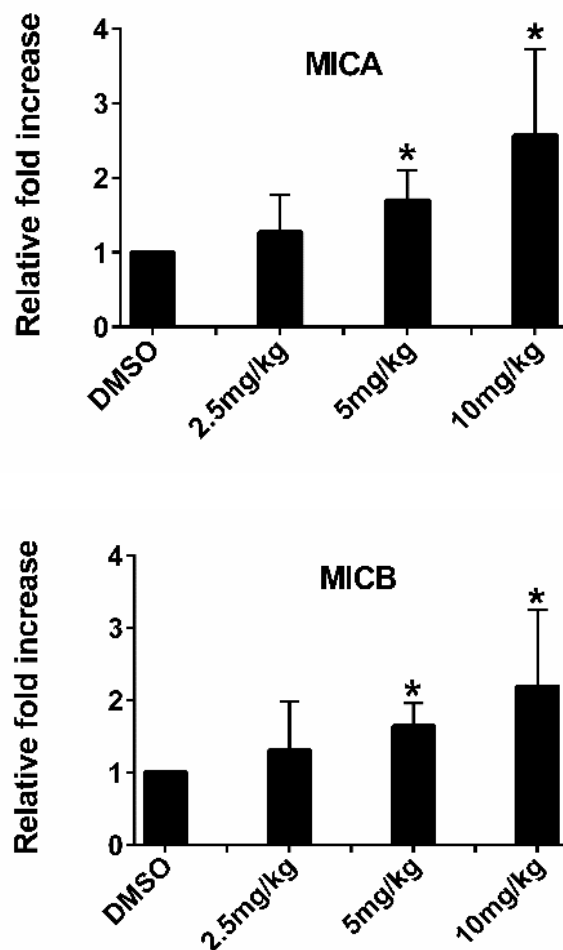 MICA
Relative fold increase
4
3
2
1
0
*
*
DMSO
2.5mg/kg
5mg/kg
10mg/kg
MICB
Relative fold increase
4
3
2
1
0
*
*
DMSO
2.5mg/kg
5mg/kg
10mg/kg